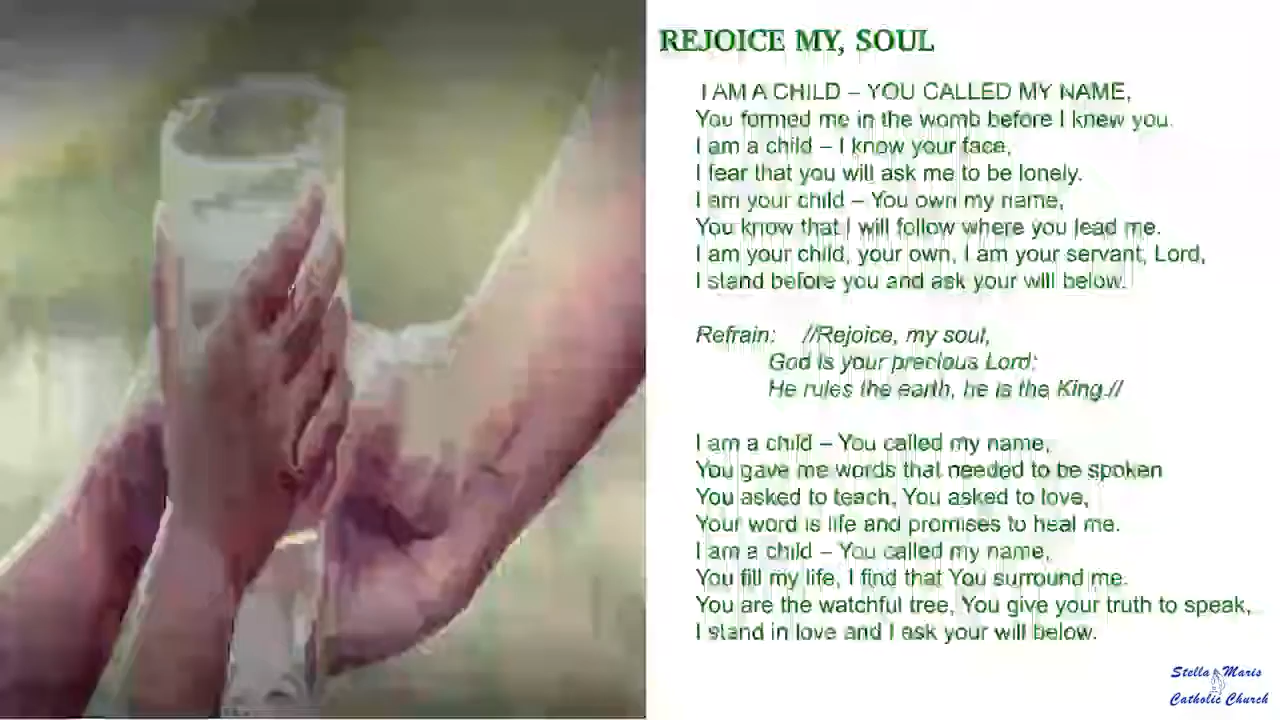 REJOICE MY, SOUL
I AM A CHILD – YOU CALLED MY NAME,
You formed me in the womb before I knew you.
I am a child – I know your face,
I fear that you will ask me to be lonely.
I am your child – You own my name,
You know that I will follow where you lead me.
I am your child, your own, I am your servant, Lord,
I stand before you and ask your will below.
Refrain: //Rejoice, my soul,
God is your precious Lord;
He rules the earth, he is the King.//
I am a child – You called my name,
You gave me words that needed to be spoken
You asked to teach, You asked to love,
Your word is life and promises to heal me.
I am a child – You called my name,
You fill my life, I find that You surround me.
You are the watchful tree, You give your truth to speak,
I stand in love and I ask your will below.
Stella Maris
Catholic Church